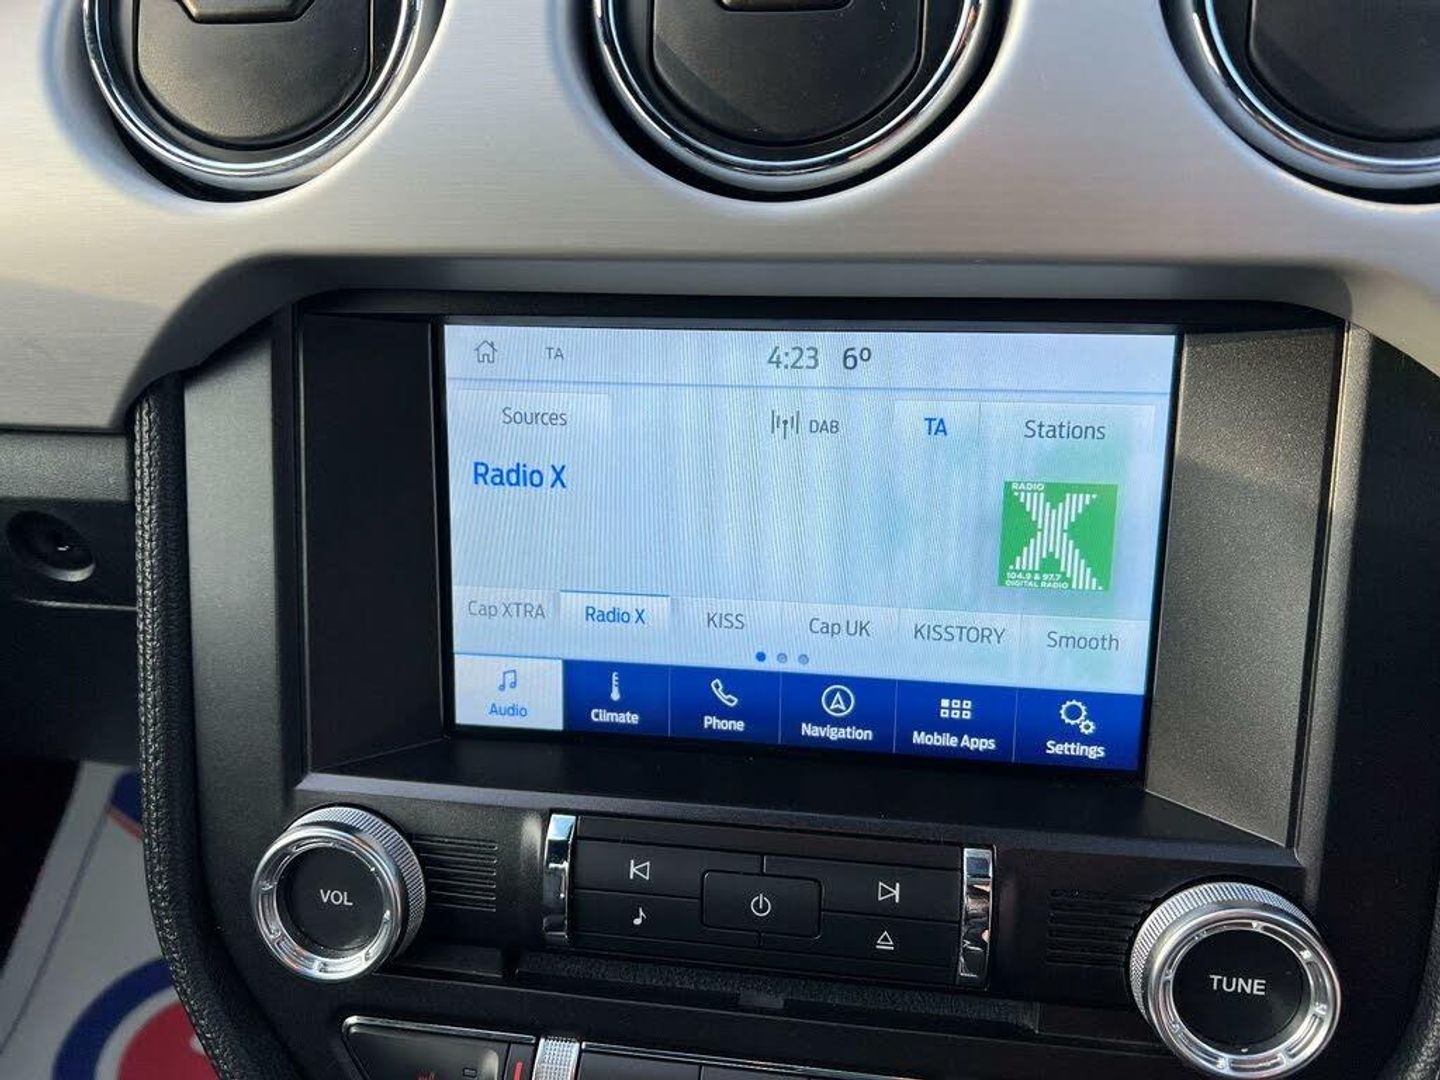 TA 4:23 6º
Sources DAB TA Stations
Radio X
RADIO
X
104.9 & 97.7
DIGITAL RADIO
Cap XTRA Radio X KISS Cap UK KISSTORY Smooth
Audio Climate Phone Navigation Mobile Apps Settings
VOL
TUNE